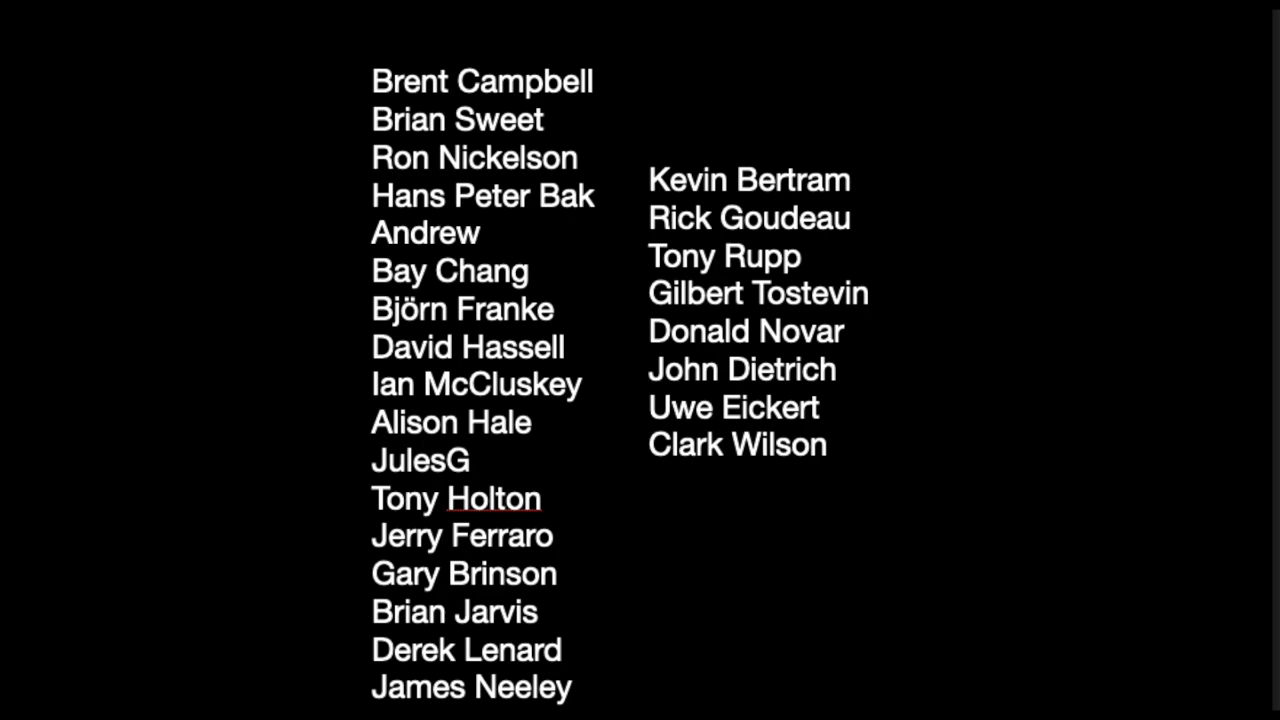 Brent Campbell
Brian Sweet
Ron Nickelson
Hans Peter Bak
Andrew
Bay Chang
Björn Franke
David Hassell
Ian McCluskey
Alison Hale
JulesG
Tony Holton
Jerry Ferraro
Gary Brinson
Brian Jarvis
Derek Lenard
James Neeley
Kevin Bertram
Rick Goudeau
Tony Rupp
Gilbert Tostevin
Donald Novar
John Dietrich
Uwe Eickert
Clark Wilson